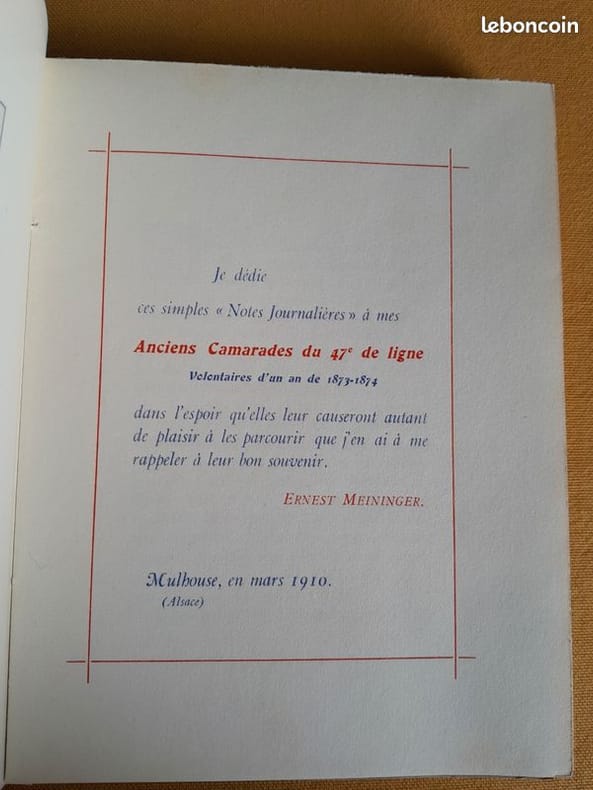 leboncoin
Je dédie
ces simples « Notes Journalières » à mes
Anciens Camarades du 47e de ligne
Volontaires d'un an de 1873-1874
dans l'espoir qu'elles leur causeront autant
de plaisir à les parcourir que j'en ai à me
rappeler à leur bon souvenir.
ERNEST MEININGER.
Mulhouse, en mars 1910.
(Alsace)